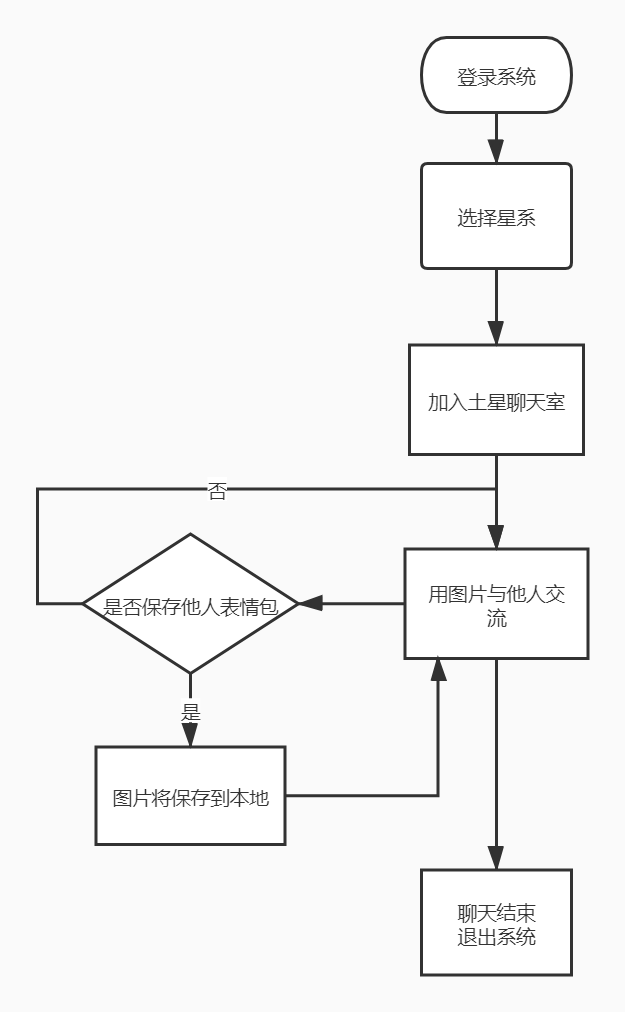 登录系统
选择星系
加入土星聊天室
否
用图片与他人交
流
是否保存他人表情包
是
图片将保存到本地
聊天结束
退出系统